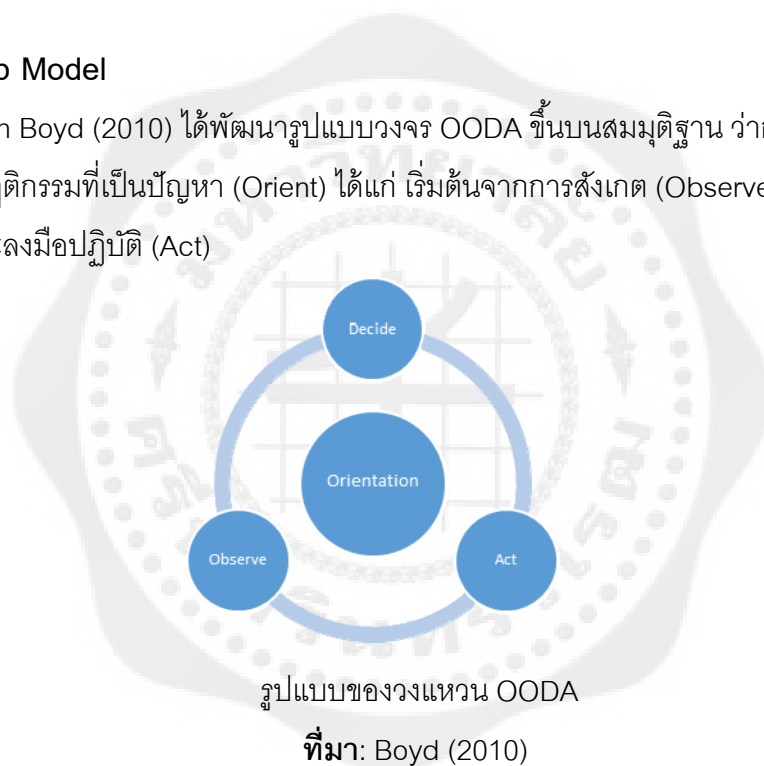 p Model
n Boyd (2010) ได้พัฒนารูปแบบวงจร OODA ขึ้นบนสมมุติฐาน ว่า
ติกรรมที่เป็นปัญหา (Orient) ได้แก่ เริ่มต้นจากการสังเกต (Observe
ลงมือปฏิบัติ (Act)
Decide
Orientation
Observe
Act
รูปแบบของวงแหวน OODA
ที่มา: Boyd (2010)